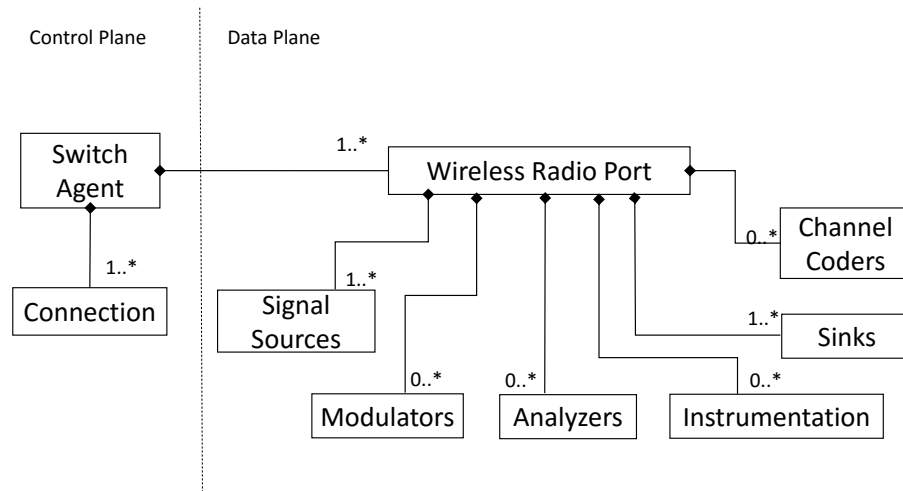 Control Plane
Data Plane
Switch
Agent
1..*
Wireless Radio Port
1..*
Connection
1..*
Signal
Sources
0..*
Channel
Coders
1..*
Sinks
0..*
Modulators
0..*
Analyzers
0..*
Instrumentation